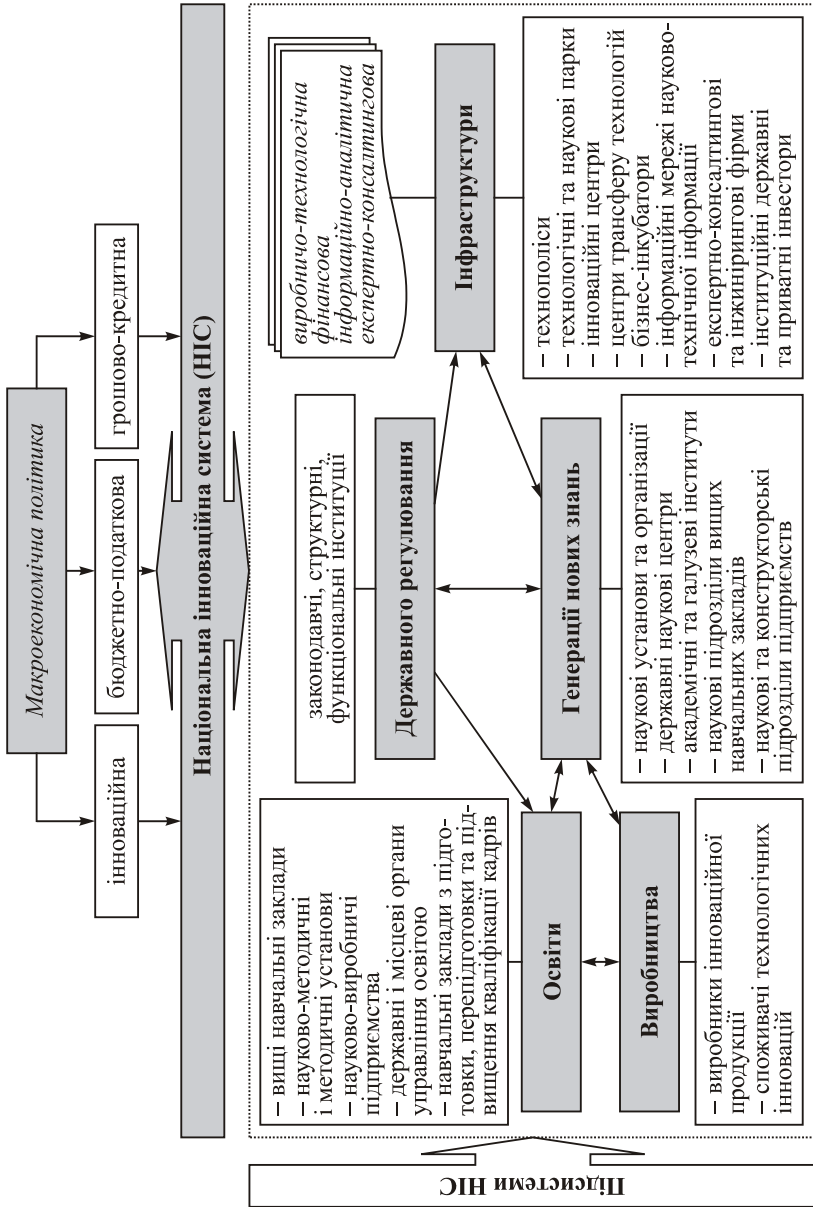 Макроекономічна політика
інноваційна
бюджетно-податкова
грошово-кредитна
Національна інноваційна система (НІС)
Підсистеми НІС
– вищі навчальні заклади
– науково-методичні
і методичні установи
– науково-виробничі
підприємства
– державні і місцеві органи
управління освітою
– навчальні заклади з підго-
товки, перепідготовки та під-
вищення кваліфікації кадрів
Освіти
Виробництва
– виробники інноваційної
продукції
– споживачі технологічних
інновацій
законодавчі, структурні,
функціональні інституції
Державного регулювання
Генерації нових знань
– наукові установи та організації
– державні наукові центри
– академічні та галузеві інститути
– наукові підрозділи вищих
навчальних закладів
– наукові та конструкторські
підрозділи підприємств
виробничо-технологічна
фінансова
інформаційно-аналітична
експертно-консалтингова
Інфраструктури
– технополіси
– технологічні та наукові парки
– інноваційні центри
– центри трансферу технологій
– бізнес-інкубатори
– інформаційні мережі науково-
технічної інформації
– експертно-консалтингові
та інжинірингові фірми
– інституційні державні
та приватні інвестори